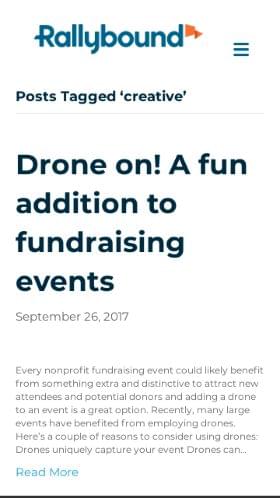 Rallybound
Posts Tagged ‘creative’
Drone on! A fun
addition to
fundraising
events
September 26, 2017
Every nonprofit fundraising event could likely benefit
from something extra and distinctive to attract new
attendees and potential donors and adding a drone
to an event is a great option. Recently, many large
events have benefited from employing drones.
Here’s a couple of reasons to consider using drones:
Drones uniquely capture your event Drones can...
Read More